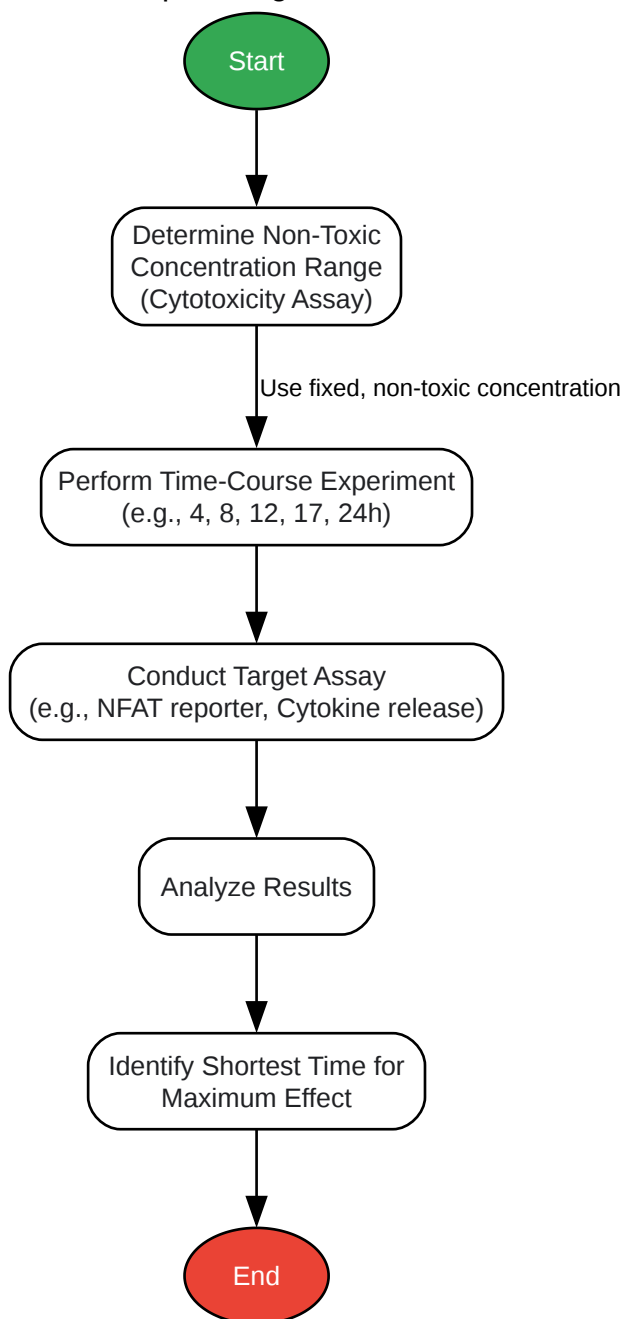 Start
Determine Non-Toxic
Concentration Range
(Cytotoxicity Assay)
Use fixed, non-toxic concentration
Perform Time-Course Experiment
(e.g., 4, 8, 12, 17, 24h)
Conduct Target Assay
(e.g., NFAT reporter, Cytokine release)
Analyze Results
Identify Shortest Time for
Maximum Effect
End